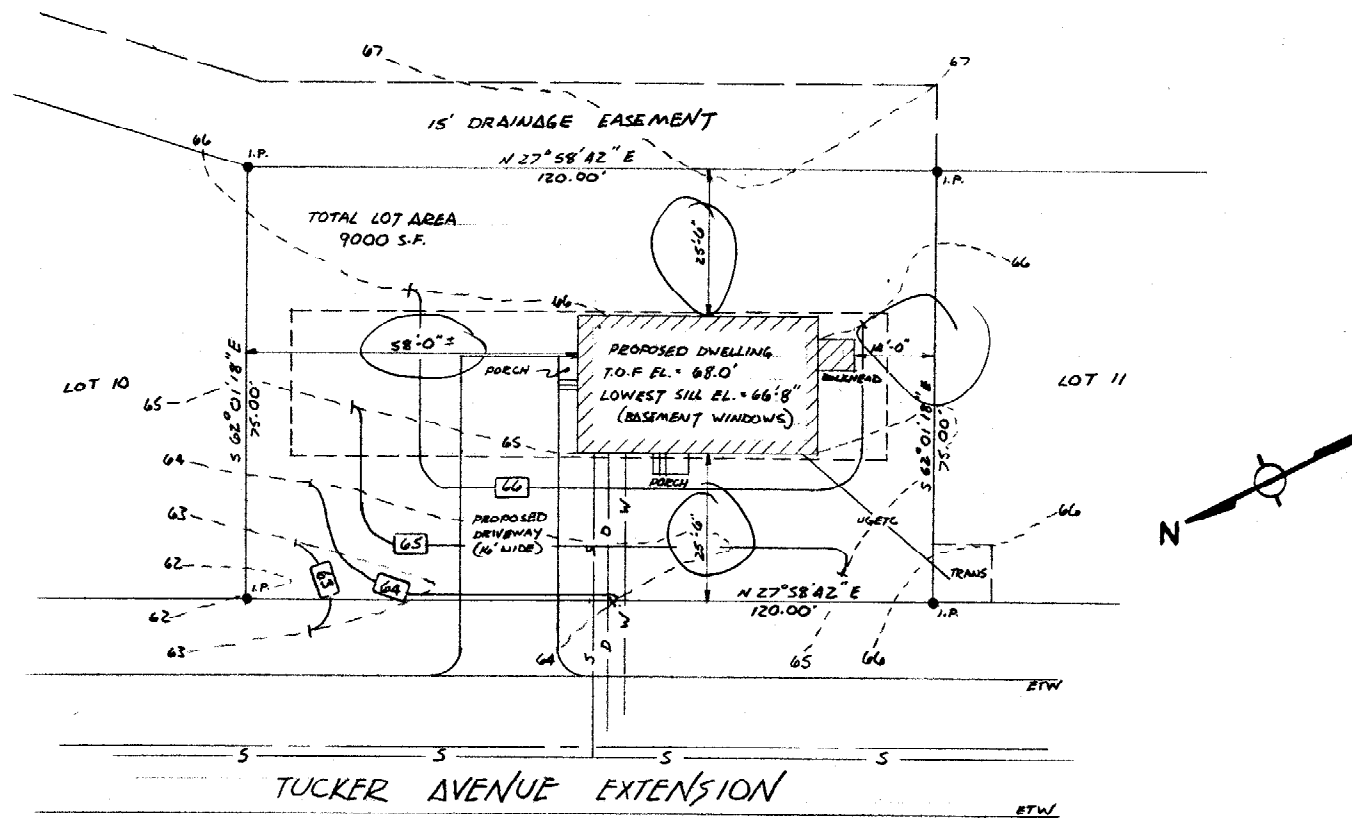 67
67
15' DRAINAGE EASEMENT
66
I.P.
N 27° 58' 42" E
120.00'
I.P.
TOTAL LOT AREA
9000 S.F.
25'-6"
66
66
58'-0" ±
PROPOSED DWELLING
T.O.F EL. = 68.0'
LOWEST SILL EL. = 66'8"
(BASEMENT WINDOWS)
PORCH
14'-0"
BULKHEAD
LOT 10
LOT 11
65
S 62° 01' 18" E
75.00'
S 62° 01' 18" E
75.00'
65
64
66
PORCH
N
63
PROPOSED
DRIVEWAY
(16' WIDE)
D
W
25'-6"
UGETC
66
65
S
62
63
64
TRANS
I.P.
N 27° 58' 42" E
120.00'
I.P.
62
W
63
64
S
D
65
66
ETW
S
S
S
S
TUCKER AVENUE EXTENSION
ETW